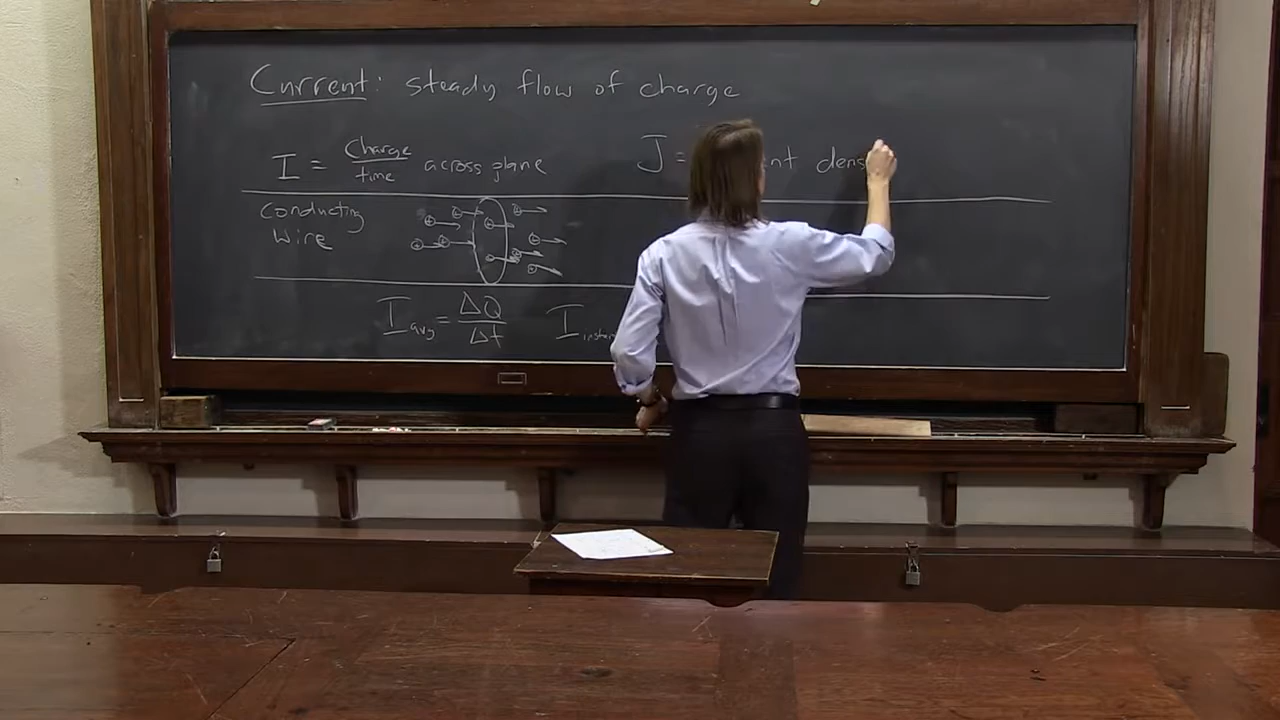 Current: steady flow of charge
I = Charge/time across plane
J =
conducting
wire
I avg = ΔQ/Δt
I